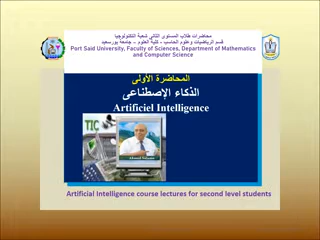 محاضرات طلاب المستوى الثاني شعبة التكنولوجيا
قسم الرياضيات وعلوم الحاسب - كلية العلوم - جامعة بورسعيد
Port Said University, Faculty of Sciences, Department of Mathematics
and Computer Science
المحاضرة الأولى
الذكاء الإصطناعى
Artificiel Intelligence
TIC
Artificial Intelligence course lectures for second level students